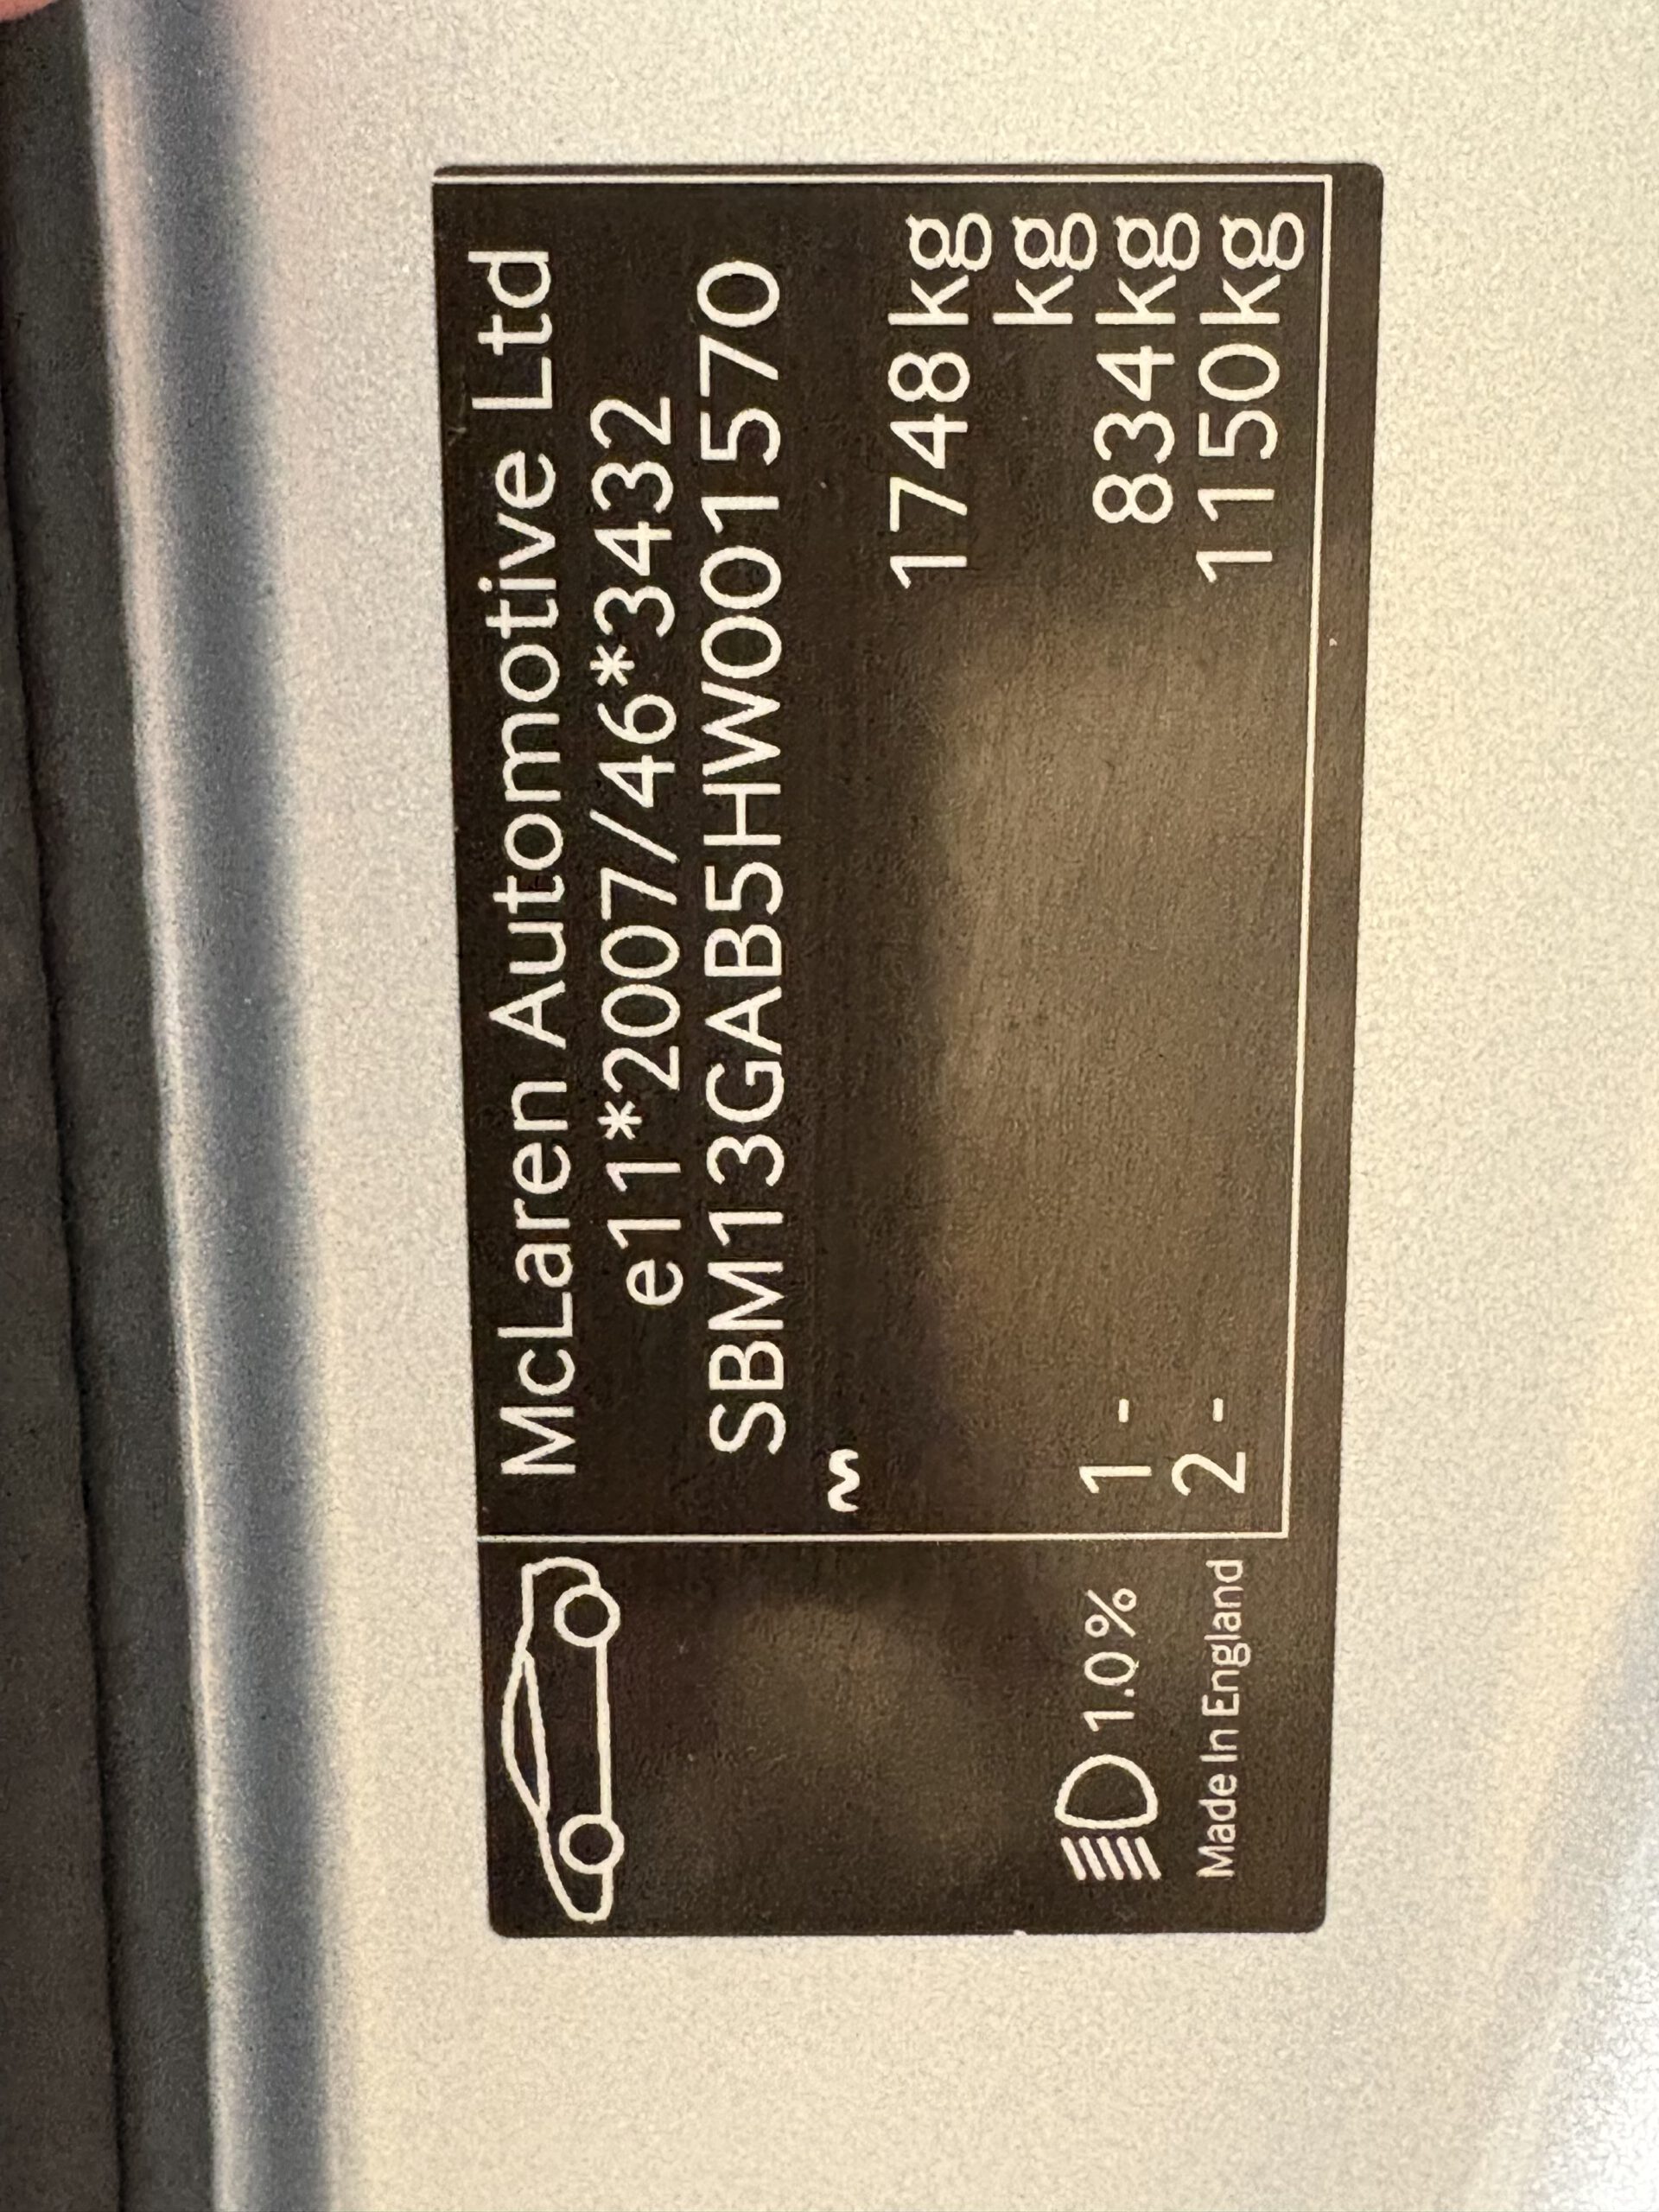 McLaren Automotive Ltd
e11*2007/46*3432
SBM13GAB5HW001570
1748kg
kg
1 - 834kg
2 - 1150kg
1.0%
Made In England